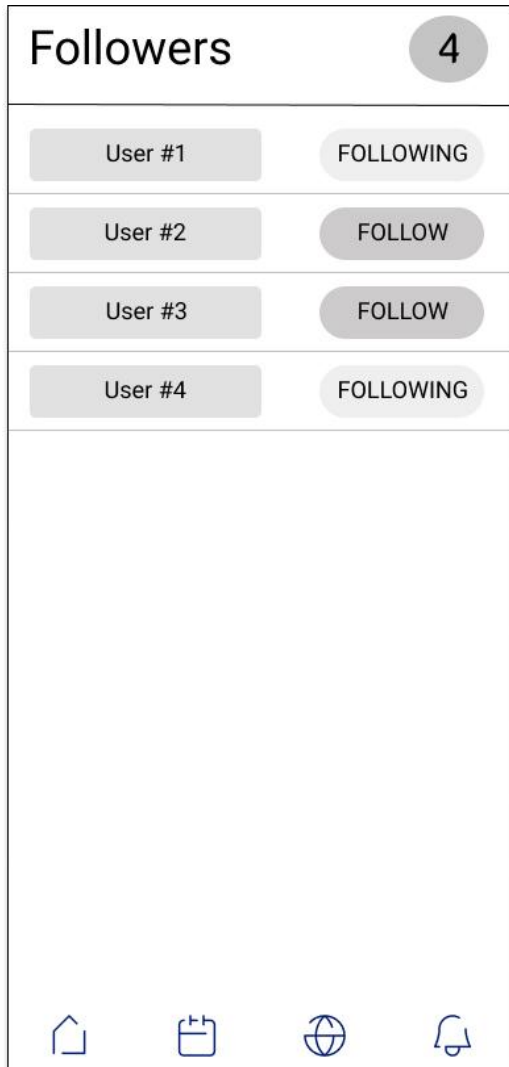 Followers 4
User #1 FOLLOWING
User #2 FOLLOW
User #3 FOLLOW
User #4 FOLLOWING